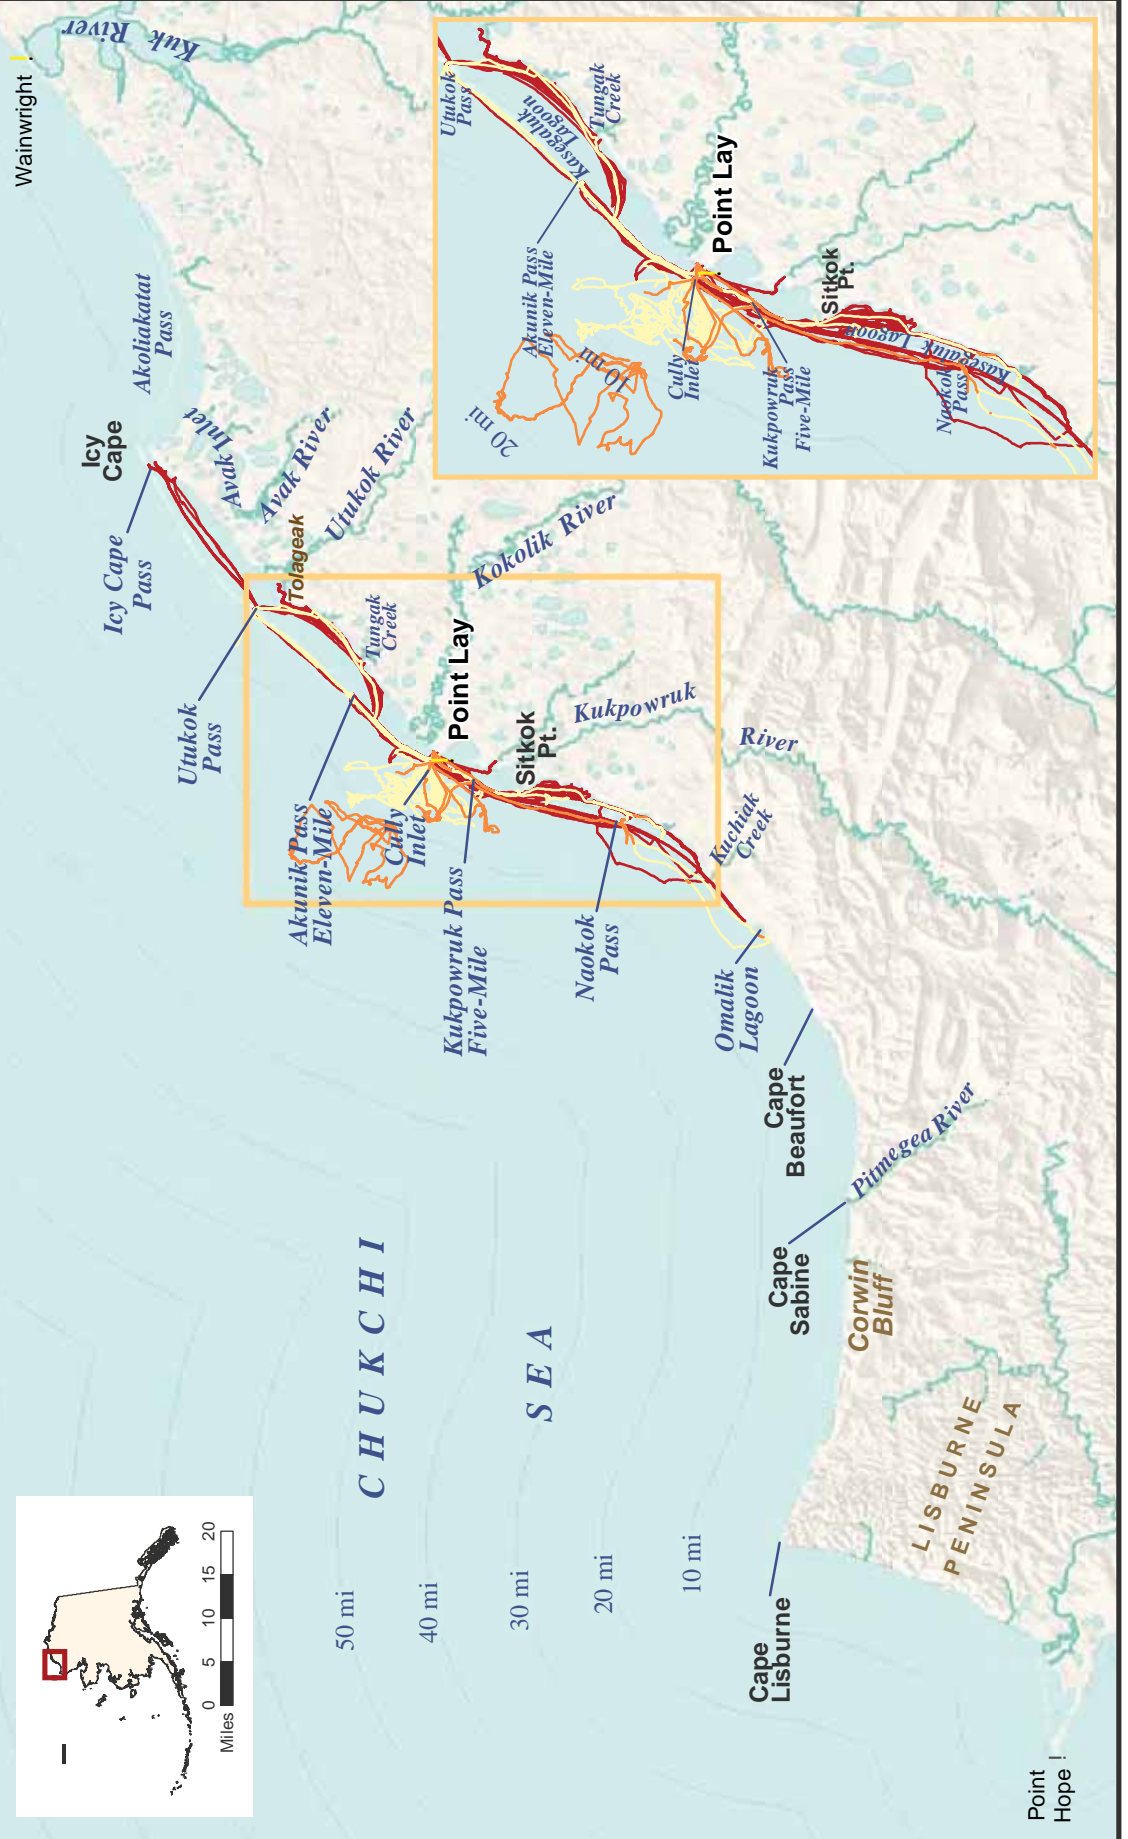 Wainwright !
Kuk River
Akoliakatat
Pass
Icy
Cape
Avak Inlet
Avak River
Utukok River
Icy Cape
Pass
Tolageak
Utukok
Pass
Tungak
Creek
Kokolik River
Point Lay
Sitkok
Pt.
Kukpowruk
River
Akunik Pass
Eleven-Mile
Cully
Inlet
Kukpowruk Pass
Five-Mile
Naokok
Pass
Kuchiak
Creek
Omalik
Lagoon
Cape
Beaufort
Pitmegea River
Cape
Sabine
Corwin
Bluff
CHUKCHI
SEA
LISBURNE
PENINSULA
Cape
Lisburne
Point
Hope !
50 mi
40 mi
30 mi
20 mi
10 mi
0 5 10 15 20
Miles
Utukok
Pass
Kasegaluk
Lagoon
Tungak
Creek
Akunik Pass
Eleven-Mile
Point Lay
20 mi
10 mi
Cully
Inlet
Sitkok
Pt.
Kukpowruk
Pass
Five-Mile
Kasegaluk Lagoon
Naokok
Pass